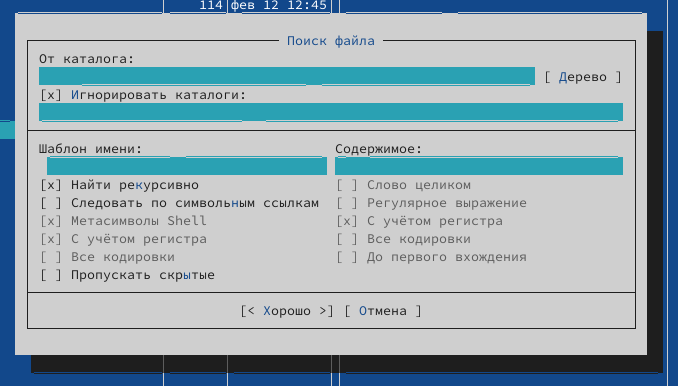 114 фев 12 12:45
Поиск файла
От каталога:
[ Дерево ]
[x] Игнорировать каталоги:
Шаблон имени: Содержимое:
[x] Найти рекурсивно [ ] Слово целиком
[ ] Следовать по символьным ссылкам [ ] Регулярное выражение
[x] Метасимволы Shell [x] С учётом регистра
[x] С учётом регистра [ ] Все кодировки
[ ] Все кодировки [ ] До первого вхождения
[ ] Пропускать скрытые
[< Хорошо >] [ Отмена ]